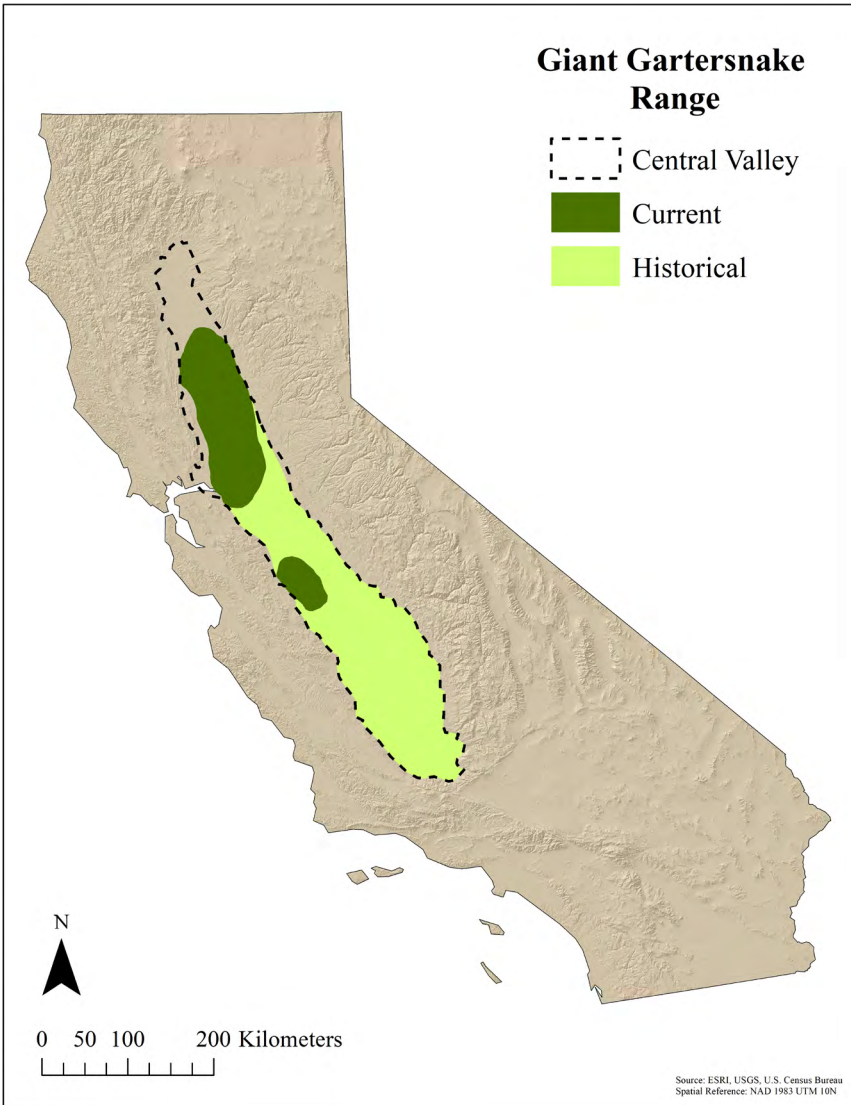 Giant Gartersnake
Range
Central Valley
Current
Historical
N
0 50 100 200 Kilometers
Source: ESRI, USGS, U.S. Census Bureau
Spatial Reference: NAD 1983 UTM 10N